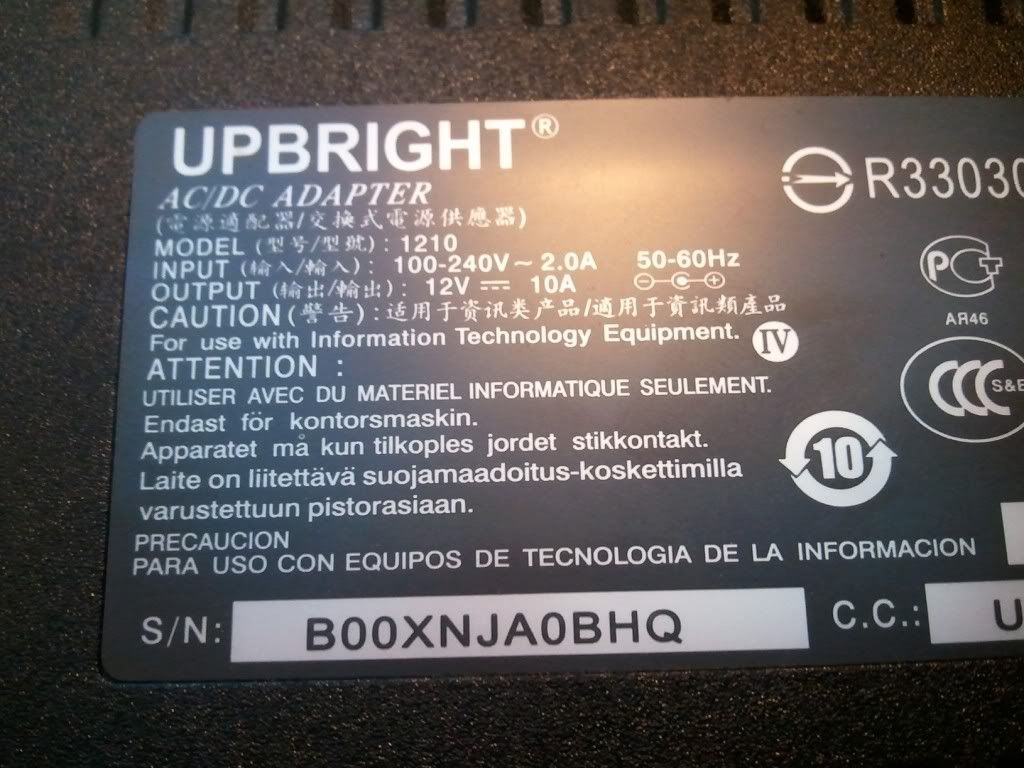 UPBRIGHT®
AC/DC ADAPTER
(電源適配器/交換式電源供應器)
MODEL (型号/型號) : 1210
INPUT (輸入/輸入) : 100-240V ~ 2.0A 50-60Hz
OUTPUT (輸出/輸出) : 12V ⎓ 10A
CAUTION (警告) : 适用于资讯类产品/適用于資訊類產品
For use with Information Technology Equipment. IV
ATTENTION :
UTILISER AVEC DU MATERIEL INFORMATIQUE SEULEMENT.
Endast för kontorsmaskin.
Apparatet må kun tilkoples jordet stikkontakt.
Laite on liitettävä suojamaadoitus-koskettimilla
varustettuun pistorasiaan.
PRECAUCION
PARA USO CON EQUIPOS DE TECNOLOGIA DE LA INFORMACION
S/N: B00XNJA0BHQ
C.C.: U
R33030
PCT
АЯ46
CCC S&E
10